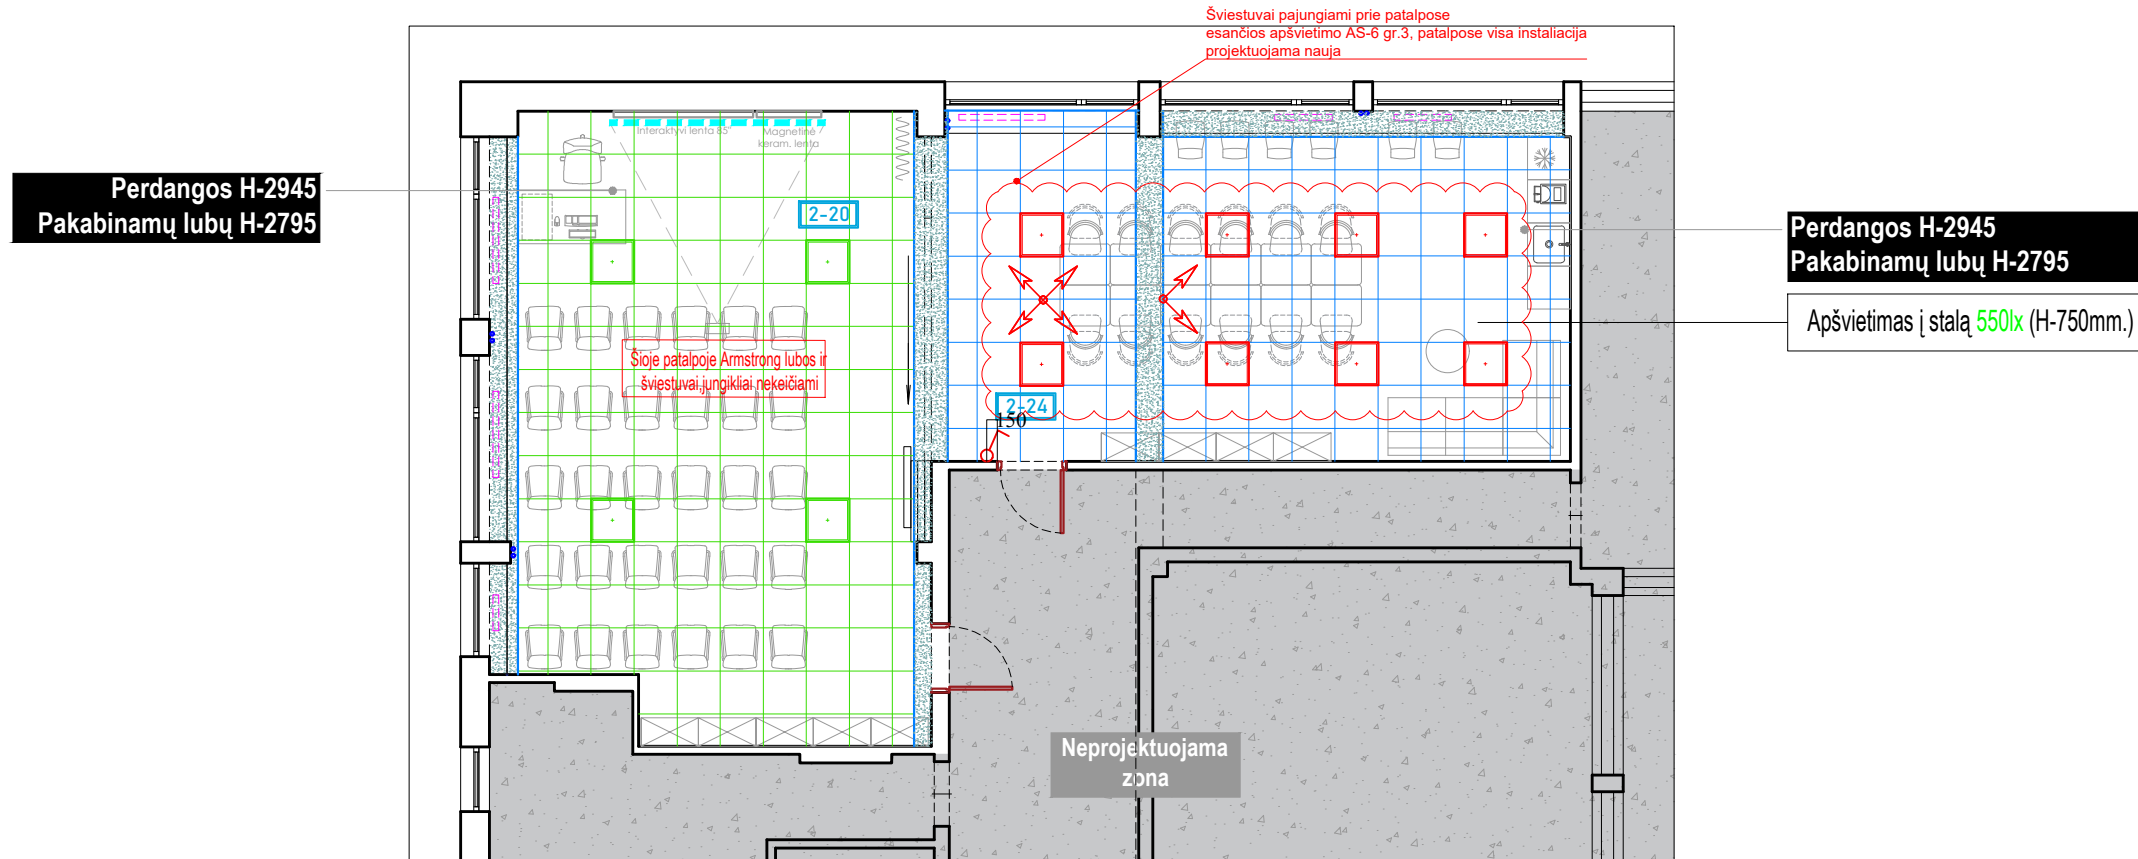 Šviestuvai pajungiami prie patalpose
esančios apšvietimo AS-6 gr.3, patalpose visa instaliacija
projektuojama nauja
Interaktyvi lenta 85"
Magnetinė
keram. lenta
Perdangos H-2945
Pakabinamų lubų H-2795
2-20
Perdangos H-2945
Pakabinamų lubų H-2795
Apšvietimas į stalą 550lx (H-750mm.)
Šioje patalpoje Armstrong lubos ir
šviestuvai,jungikliai nekeičiami
2-24
150
Neprojektuojama
zona